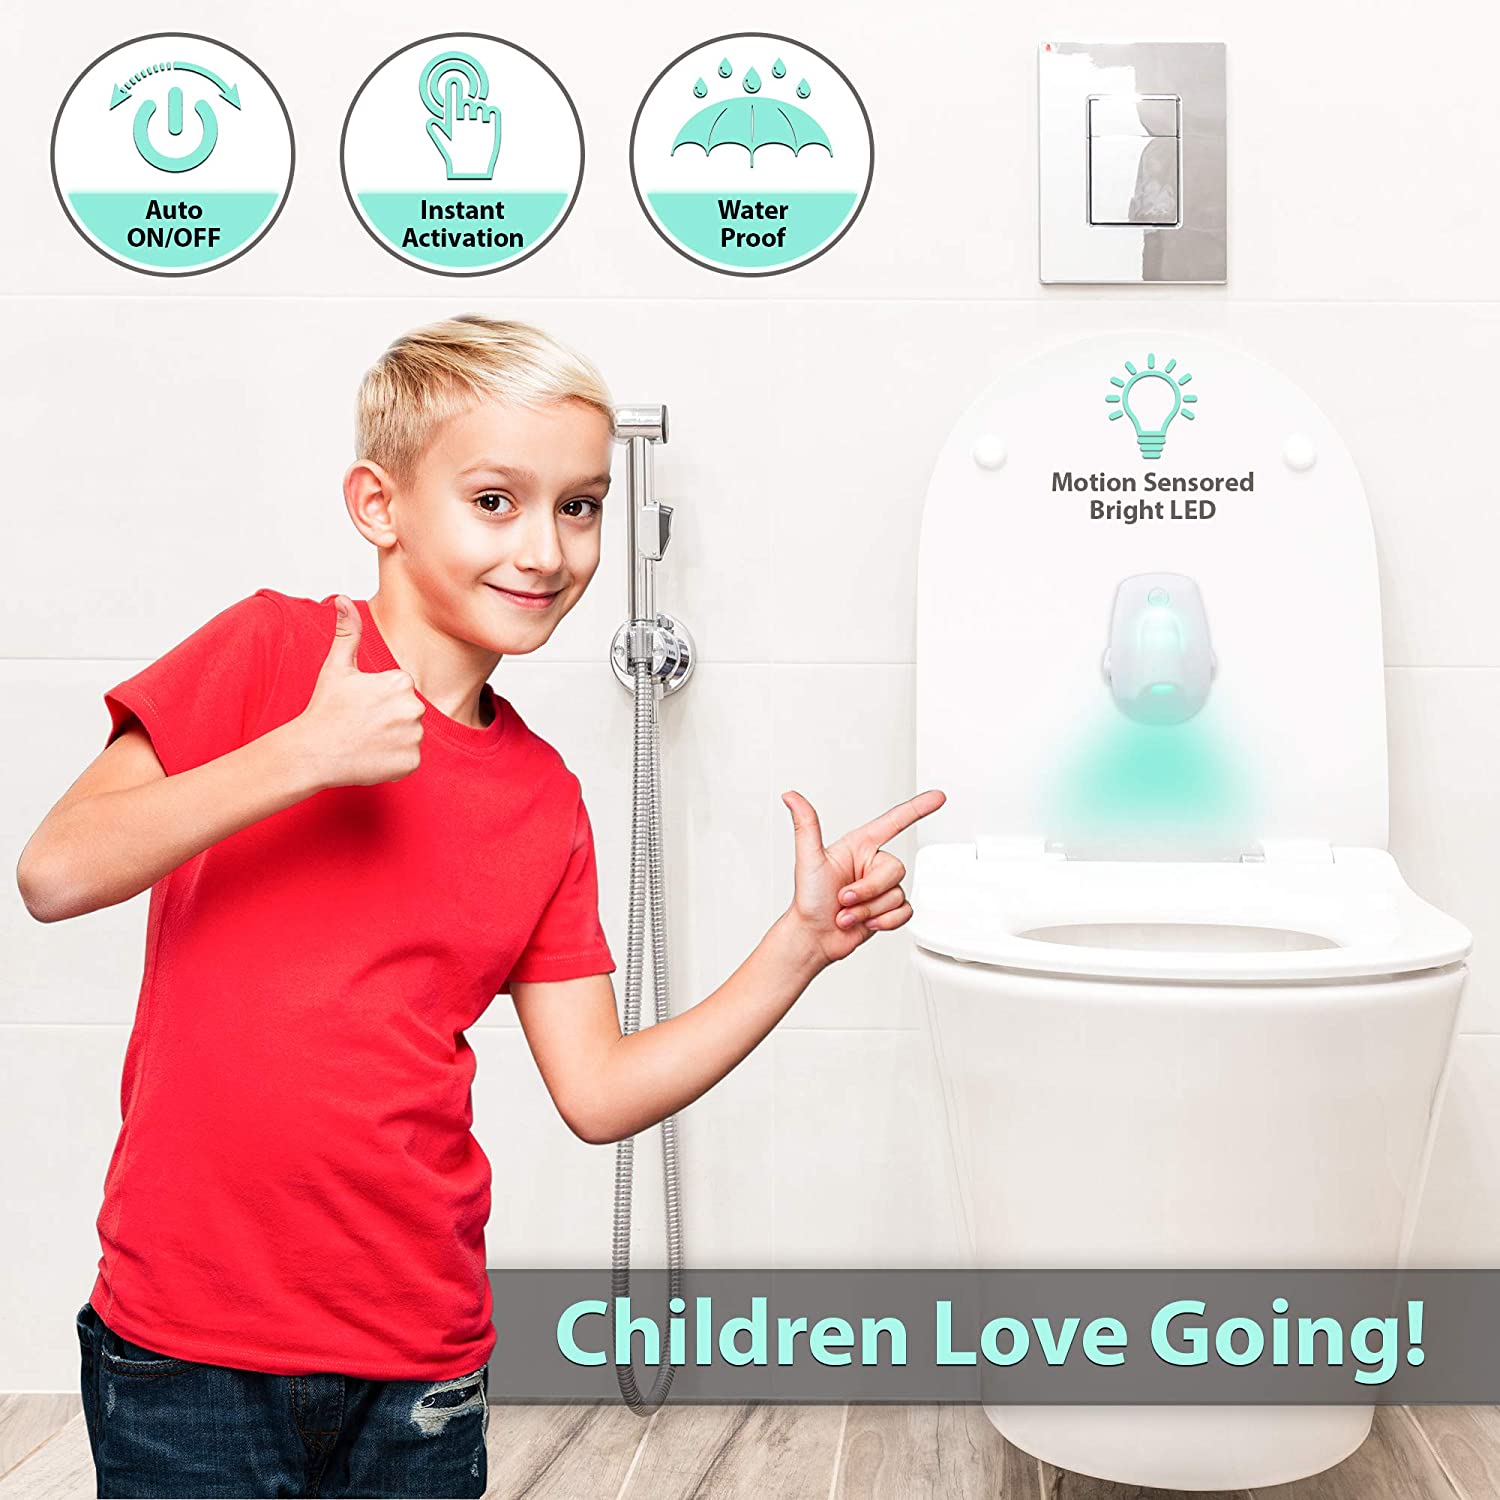 Auto
ON/OFF
Instant
Activation
Water
Proof
Motion Sensored
Bright LED
Children Love Going!